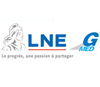 LNE
G
MED
Le progrès, une passion à partager